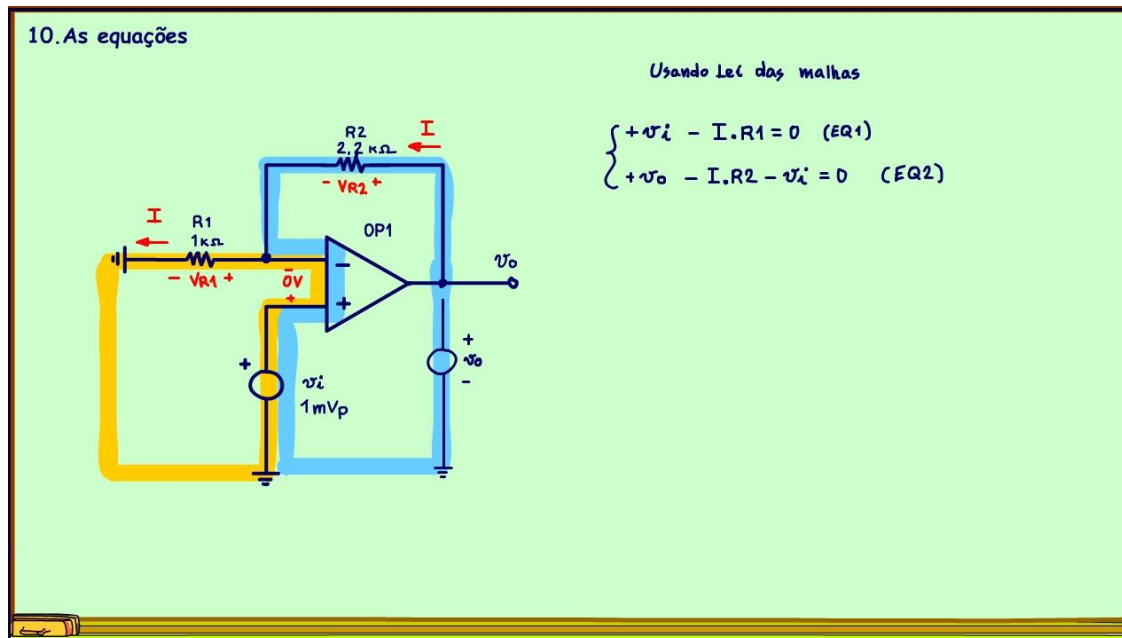 10.As equações
Usando Lei das malhas
+vi - I.R1 = 0 (EQ1)
+vo - I.R2 - vi = 0 (EQ2)
I
R2
2.2 kΩ
- VR2 +
I
R1
1kΩ
- VR1 +
OP1
-
0V
+
-
+
vo
+
vi
1mVp
+
vo
-